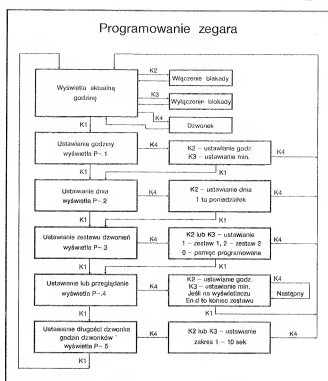 Programowanie zegara
K2
Włączenie blokady
Wyświetla aktualną
godzinę
K3
Wyłączenie blokady
K4
Dzwonek
K1
Ustawianie godziny
wyświetla P-.1
K4
K2 - ustawianie godz.
K3 - ustawianie min.
K4
K1
K1
Ustawianie dnia
wyświetla P-.2
K4
K2 - ustawianie dnia
1 to poniedziałek
K4
K1
K1
Ustawianie zestawu dzwonień
wyświetla P-. 3
K4
K2 lub K3 - ustawianie
1 - zestaw 1, 2 - zestaw 2
0 - pamięć programowane
K4
K1
K1
Ustawianie lub przeglądanie
wyświetla P-.4
K4
K2 - ustawianie godz.
K3 - ustawianie min.
Jeśli na wyświetlaczu
En.d to koniec zestawu
K4
Następny
K1
K1
Ustawianie długości dzwonka
godzin dzwonków
wyświetla P-. 5
K4
K2 lub K3 - ustawianie
zakres 1 - 10 sek.
K4
K1